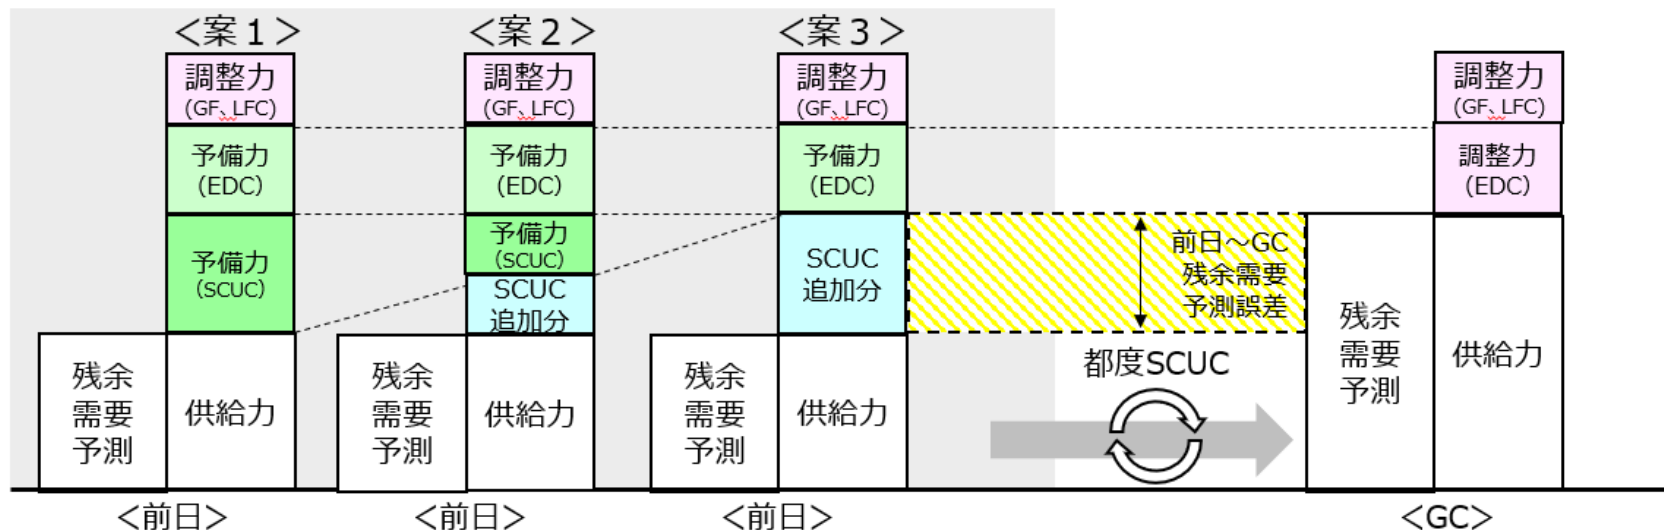 ＜案１＞
調整力
(GF、LFC)
予備力
(EDC)
予備力
(SCUC)
残余
需要
予測
供給力
＜前日＞
＜案２＞
調整力
(GF、LFC)
予備力
(EDC)
予備力
(SCUC)
SCUC
追加分
残余
需要
予測
供給力
＜前日＞
＜案３＞
調整力
(GF、LFC)
予備力
(EDC)
SCUC
追加分
残余
需要
予測
供給力
＜前日＞
前日～GC
残余需要
予測誤差
都度SCUC
調整力
(GF、LFC)
調整力
(EDC)
残余
需要
予測
供給力
＜GC＞